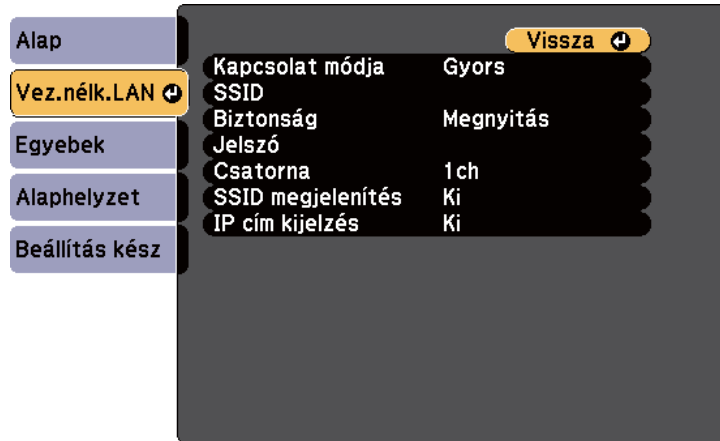 Alap
Vez.nélk.LAN
Egyebek
Alaphelyzet
Beállítás kész
Vissza
Kapcsolat módja Gyors
SSID
Biztonság Megnyitás
Jelszó
Csatorna 1ch
SSID megjelenítés Ki
IP cím kijelzés Ki